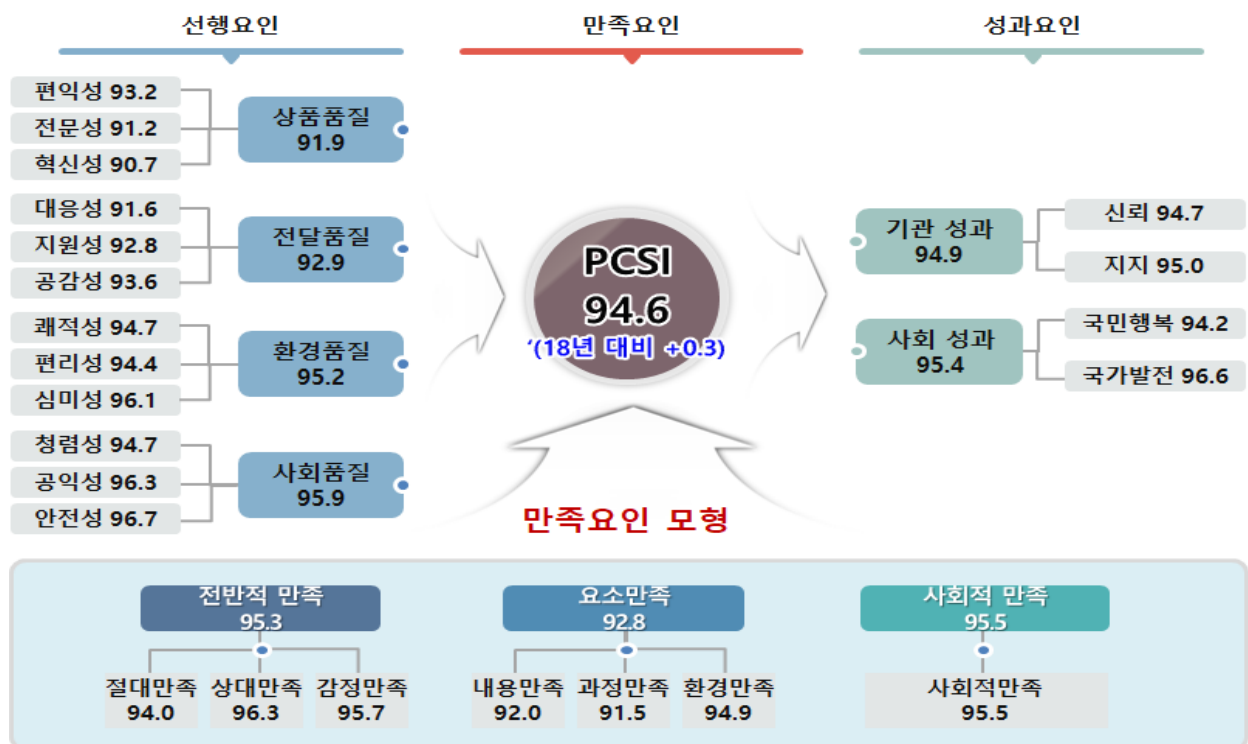 선행요인
만족요인
성과요인
편익성 93.2
전문성 91.2
혁신성 90.7
상품품질
91.9
대응성 91.6
지원성 92.8
공감성 93.6
전달품질
92.9
쾌적성 94.7
편리성 94.4
심미성 96.1
환경품질
95.2
청렴성 94.7
공익성 96.3
안전성 96.7
사회품질
95.9
PCSI
94.6
‘(18년 대비 +0.3)
기관 성과
94.9
신뢰 94.7
지지 95.0
사회 성과
95.4
국민행복 94.2
국가발전 96.6
만족요인 모형
전반적 만족
95.3
절대만족
94.0
상대만족
96.3
감정만족
95.7
요소만족
92.8
내용만족
92.0
과정만족
91.5
환경만족
94.9
사회적 만족
95.5
사회적만족
95.5